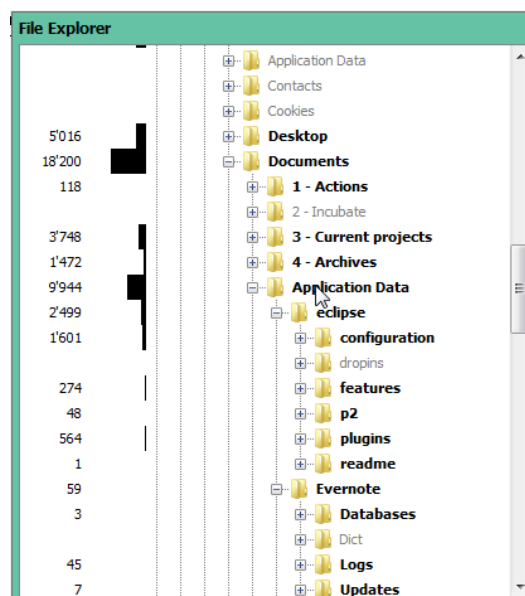 File Explorer
Application Data
Contacts
Cookies
5'016 Desktop
18'200 Documents
118 1 - Actions
2 - Incubate
3'748 3 - Current projects
1'472 4 - Archives
9'944 Application Data
2'499 eclipse
1'601 configuration
dropins
274 features
48 p2
564 plugins
1 readme
59 Evernote
3 Databases
Dict
45 Logs
7 Updates